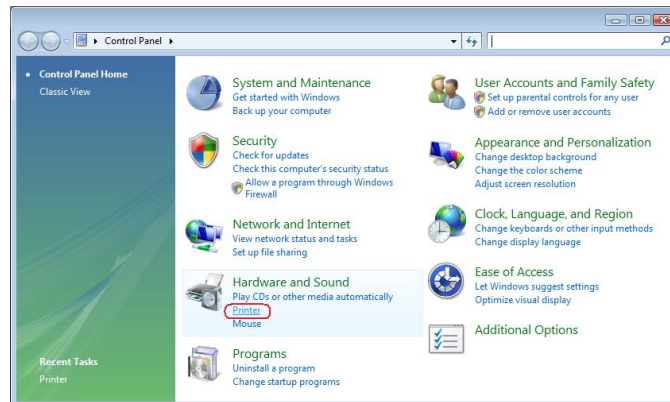 Control Panel
Control Panel Home
Classic View
System and Maintenance
Get started with Windows
Back up your computer
Security
Check for updates
Check this computer's security status
Allow a program through Windows
Firewall
Network and Internet
View network status and tasks
Set up file sharing
Hardware and Sound
Play CDs or other media automatically
Printer
Mouse
Programs
Uninstall a program
Change startup programs
User Accounts and Family Safety
Set up parental controls for any user
Add or remove user accounts
Appearance and Personalization
Change desktop background
Change the color scheme
Adjust screen resolution
Clock, Language, and Region
Change keyboards or other input methods
Change display language
Ease of Access
Let Windows suggest settings
Optimize visual display
Additional Options
Recent Tasks
Printer